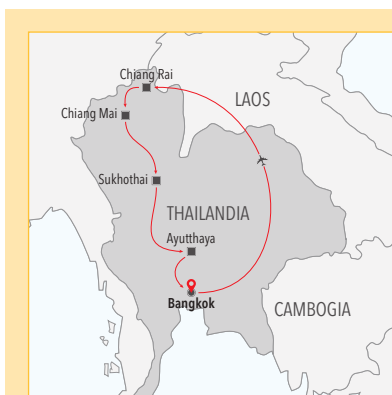 Chiang Rai
LAOS
Chiang Mai
Sukhothai
THAILANDIA
Ayutthaya
Bangkok
CAMBOGIA